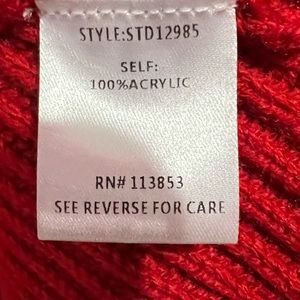 STYLE:STD12985
SELF:
100%ACRYLIC
RN# 113853
SEE REVERSE FOR CARE